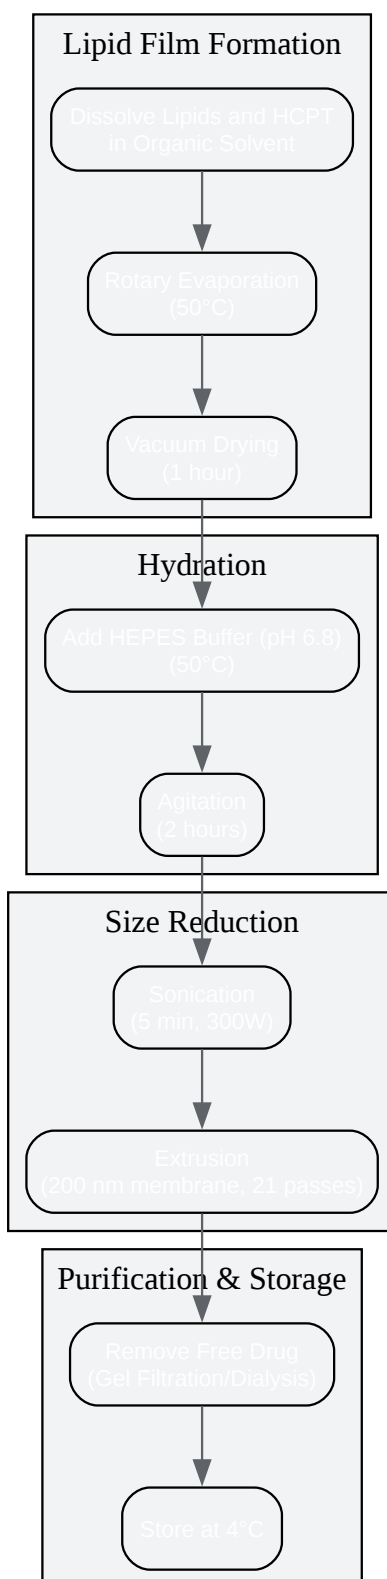 Lipid Film Formation
Dissolve Lipids and HCPT
in Organic Solvent
Rotary Evaporation
(50°C)
Vacuum Drying
(1 hour)
Hydration
Add HEPES Buffer (pH 6.8)
(50°C)
Agitation
(2 hours)
Size Reduction
Sonication
(5 min, 300W)
Extrusion
(200 nm membrane, 21 passes)
Purification & Storage
Remove Free Drug
(Gel Filtration/Dialysis)
Store at 4°C